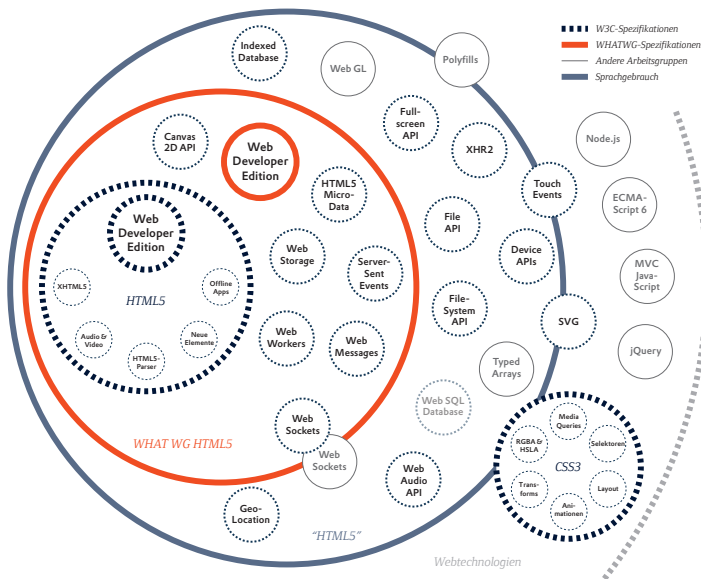 W3C-Spezifikationen
WHATWG-Spezifikationen
Andere Arbeitsgruppen
Sprachgebrauch
Indexed
Database
Web GL
Polyfills
Full-
screen
API
XHR2
Node.js
Canvas
2D API
Web
Developer
Edition
HTML5
Micro-
Data
Touch
Events
ECMA-
Script 6
Web
Developer
Edition
File
API
Device
APIs
Web
Storage
Server-
Sent
Events
MVC
Java-
Script
XHTML5
HTML5
Offline
Apps
File-
System
API
SVG
Audio &
Video
Neue
Elemente
HTML5-
Parser
Web
Workers
Web
Messages
jQuery
Typed
Arrays
Web SQL
Database
WHAT WG HTML5
Web
Sockets
Web
Sockets
Media
Queries
RGBA &
HSLA
Selektoren
CSS3
Trans-
forms
Layout
Ani-
mationen
Web
Audio
API
Geo-
Location
"HTML5"
Webtechnologien